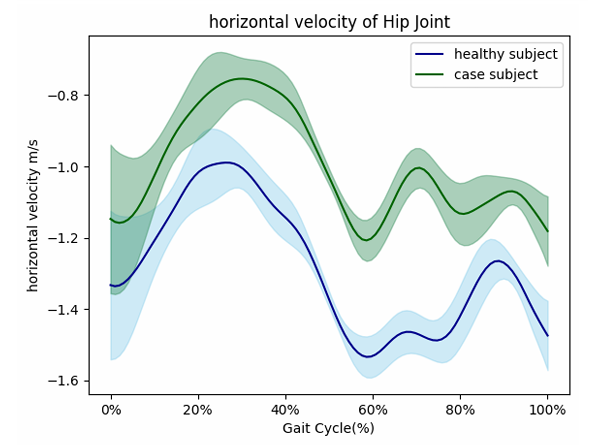 horizontal velocity of Hip Joint
healthy subject
case subject
horizontal velocity m/s
−0.8
−1.0
−1.2
−1.4
−1.6
0%
20%
40%
60%
80%
100%
Gait Cycle(%)